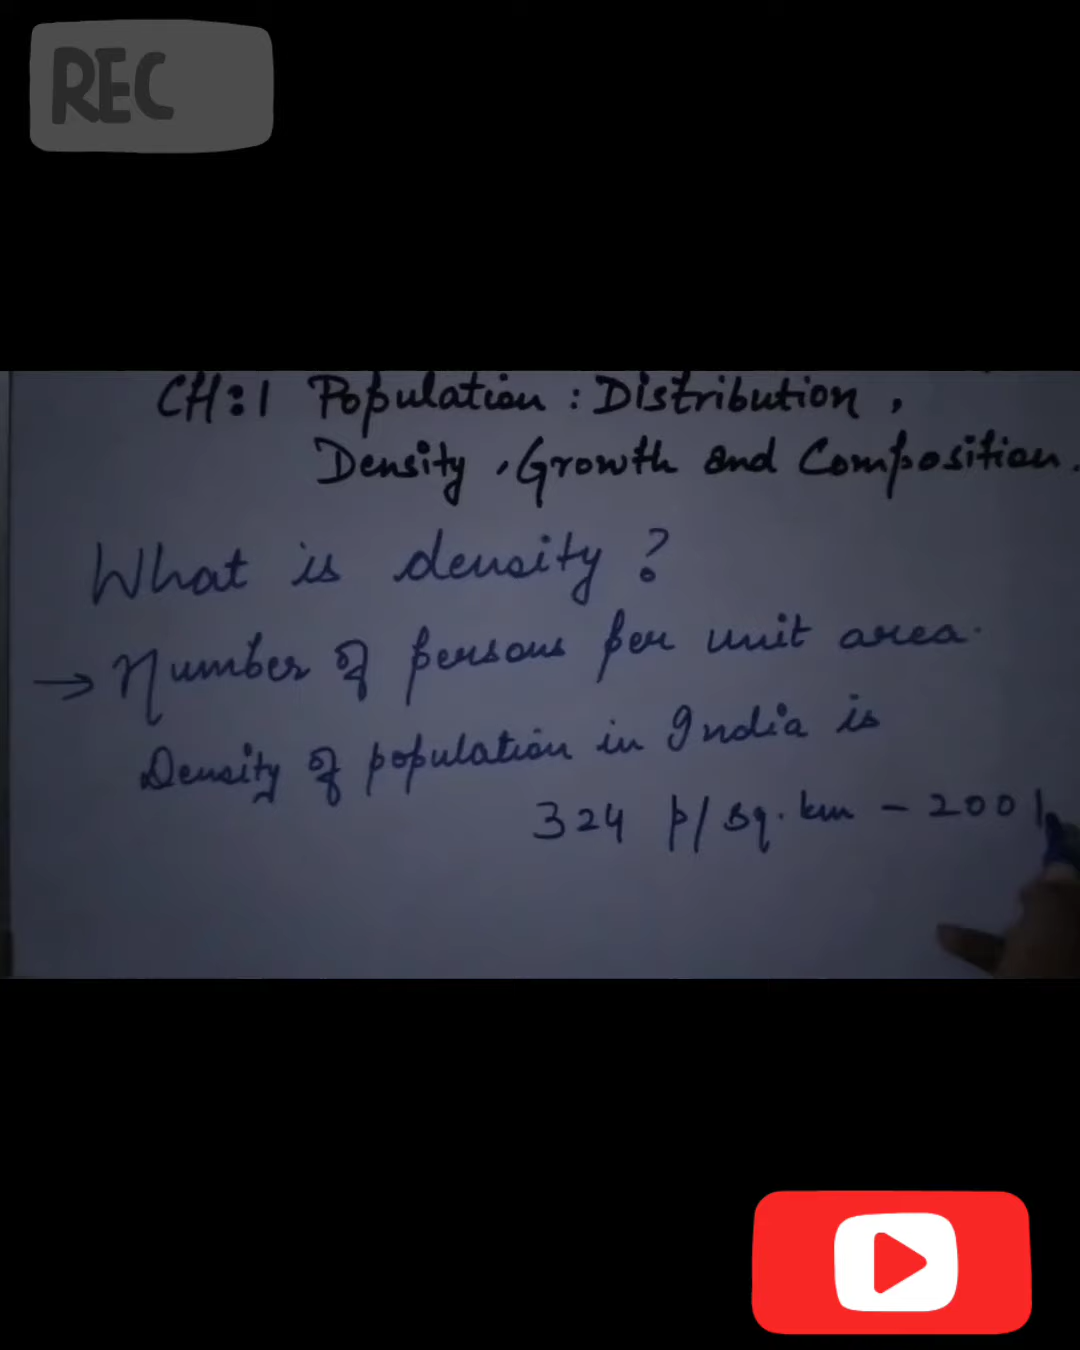 REC
CH:1 Population : Distribution,
Density, Growth and Composition.
What is density ?
→ Number of persons per unit area.
Density of population in India is
324 p/sq.km - 2001